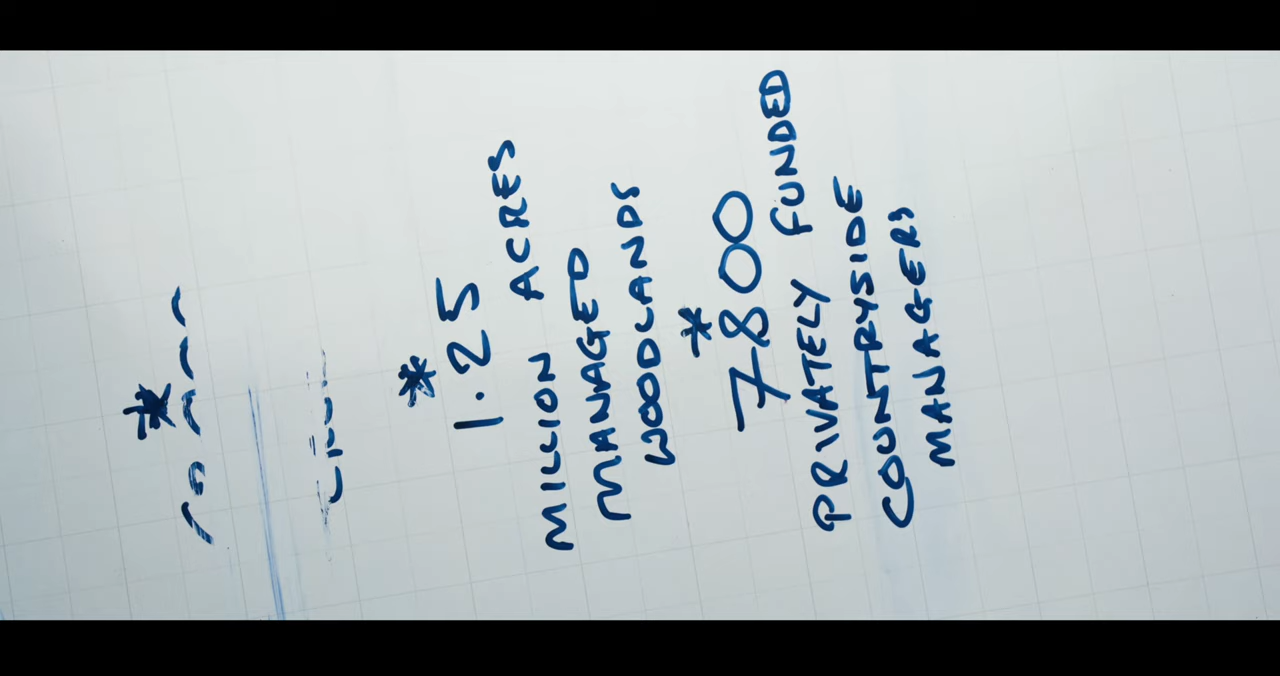 *
1.25
MILLION ACRES
MANAGED
WOODLANDS
*
7800
PRIVATELY FUNDED
COUNTRYSIDE
MANAGERS